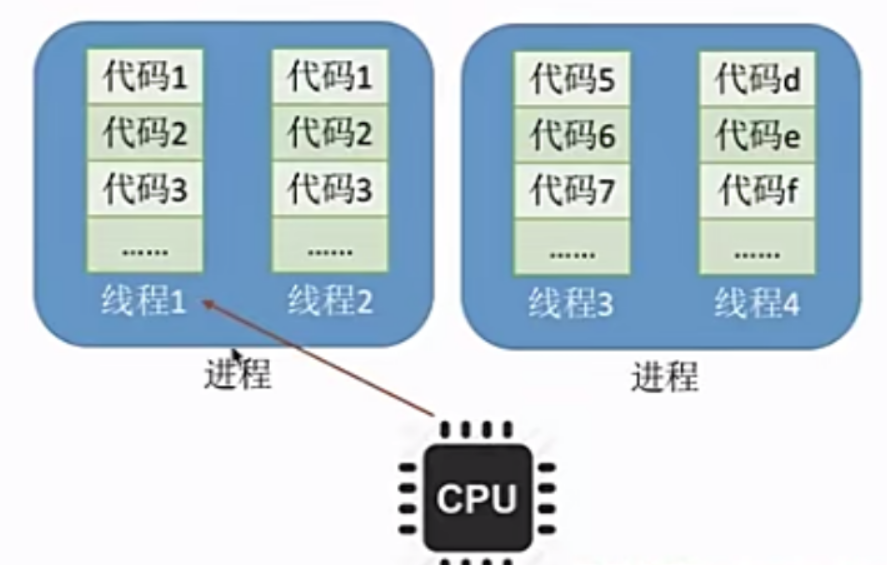 代码1 代码1 代码5 代码d
代码2 代码2 代码6 代码e
代码3 代码3 代码7 代码f
...... ...... ...... ......
线程1 线程2 线程3 线程4
进程 进程
CPU